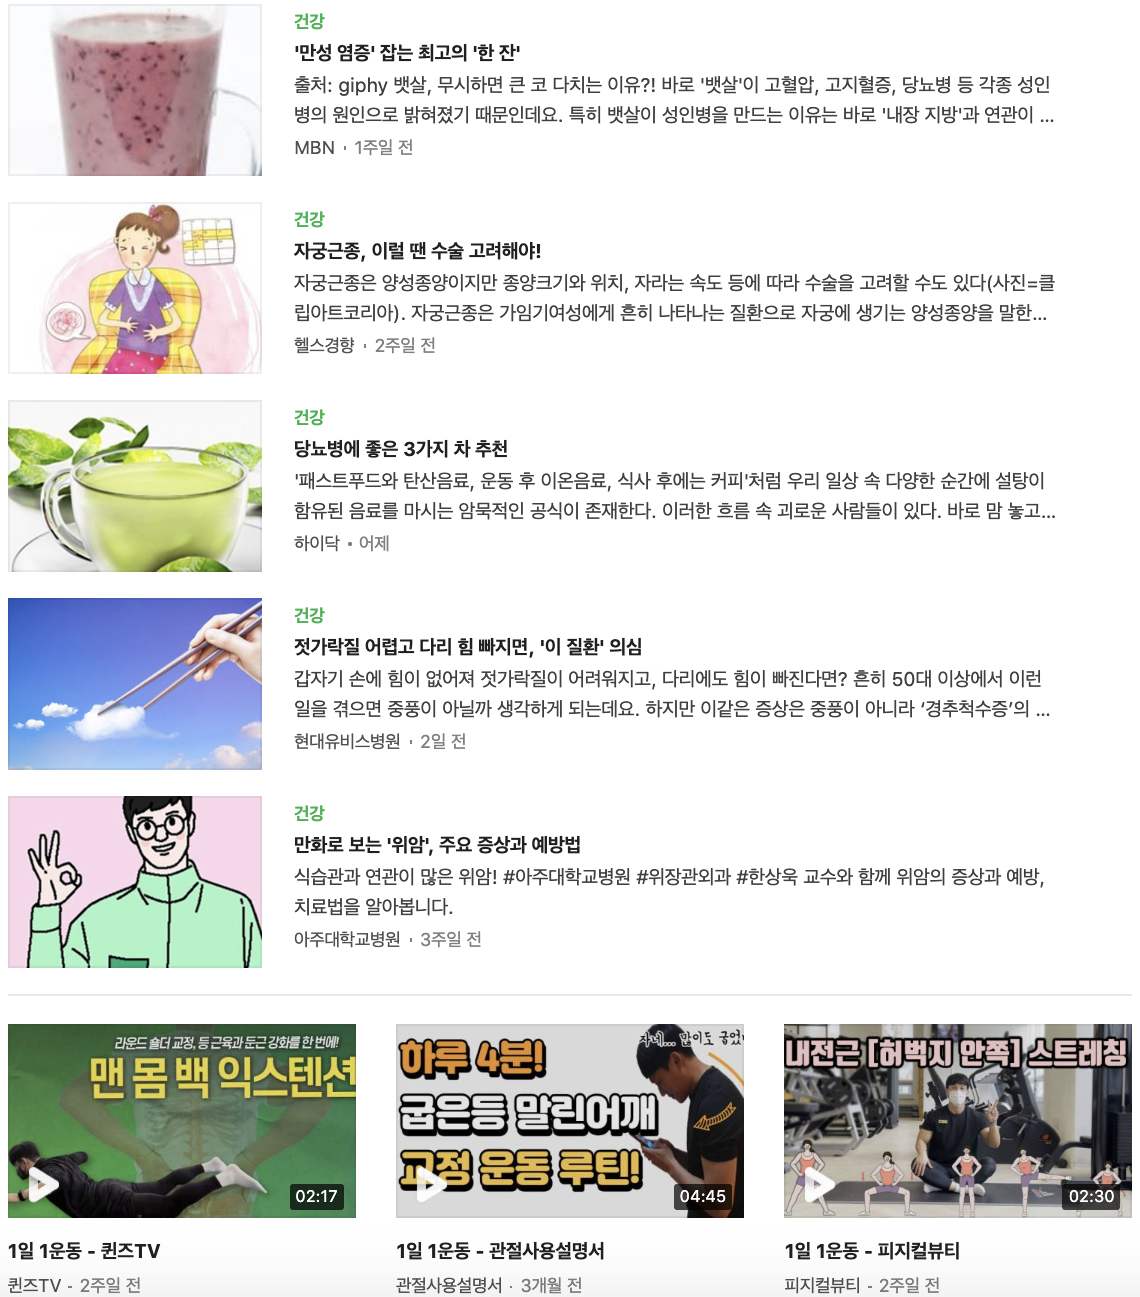 건강
'만성 염증' 잡는 최고의 '한 잔'
출처: giphy 뱃살, 무시하면 큰 코 다치는 이유?! 바로 '뱃살'이 고혈압, 고지혈증, 당뇨병 등 각종 성인
병의 원인으로 밝혀졌기 때문인데요. 특히 뱃살이 성인병을 만드는 이유는 바로 '내장 지방'과 연관이 ...
MBN · 1주일 전
건강
자궁근종, 이럴 땐 수술 고려해야!
자궁근종은 양성종양이지만 종양크기와 위치, 자라는 속도 등에 따라 수술을 고려할 수도 있다(사진=클
립아트코리아). 자궁근종은 가임기여성에게 흔히 나타나는 질환으로 자궁에 생기는 양성종양을 말한...
헬스경향 · 2주일 전
건강
당뇨병에 좋은 3가지 차 추천
'패스트푸드와 탄산음료, 운동 후 이온음료, 식사 후에는 커피'처럼 우리 일상 속 다양한 순간에 설탕이
함유된 음료를 마시는 암묵적인 공식이 존재한다. 이러한 흐름 속 괴로운 사람들이 있다. 바로 맘 놓고...
하이닥 · 어제
건강
젓가락질 어렵고 다리 힘 빠지면, '이 질환' 의심
갑자기 손에 힘이 없어져 젓가락질이 어려워지고, 다리에도 힘이 빠진다면? 흔히 50대 이상에서 이런
일을 겪으면 중풍이 아닐까 생각하게 되는데요. 하지만 이같은 증상은 중풍이 아니라 ‘경추척수증’의 ...
현대유비스병원 · 2일 전
건강
만화로 보는 '위암', 주요 증상과 예방법
식습관과 연관이 많은 위암! #아주대학교병원 #위장관외과 #한상욱 교수와 함께 위암의 증상과 예방,
치료법을 알아봅니다.
아주대학교병원 · 3주일 전
라운드 숄더 교정, 등 근육과 둔근 강화를 한 번에!
맨 몸 백 익스텐션
02:17
1일 1운동 - 퀸즈TV
퀸즈TV - 2주일 전
자네... 많이도 굽었
하루 4분!
굽은등 말린어깨
교정 운동 루틴!
04:45
1일 1운동 - 관절사용설명서
관절사용설명서 · 3개월 전
내전근 [허벅지 안쪽] 스트레칭
02:30
1일 1운동 - 피지컬뷰티
피지컬뷰티 - 2주일 전